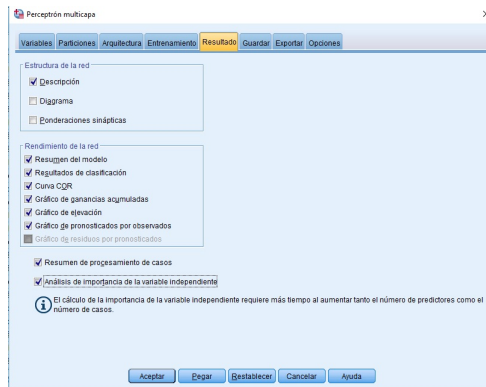 Perceptrón multicapa
Variables Particiones Arquitectura Entrenamiento Resultado Guardar Exportar Opciones
Estructura de la red
Descripción
Diagrama
Ponderaciones sinápticas
Rendimiento de la red
Resumen del modelo
Resultados de clasificación
Curva COR
Gráfico de ganancias acumuladas
Gráfico de elevación
Gráfico de pronosticados por observados
Gráfico de residuos por pronosticados
Resumen de procesamiento de casos
Análisis de importancia de la variable independiente
El cálculo de la importancia de la variable independiente requiere más tiempo al aumentar tanto el número de predictores como el
número de casos.
Aceptar Pegar Restablecer Cancelar Ayuda